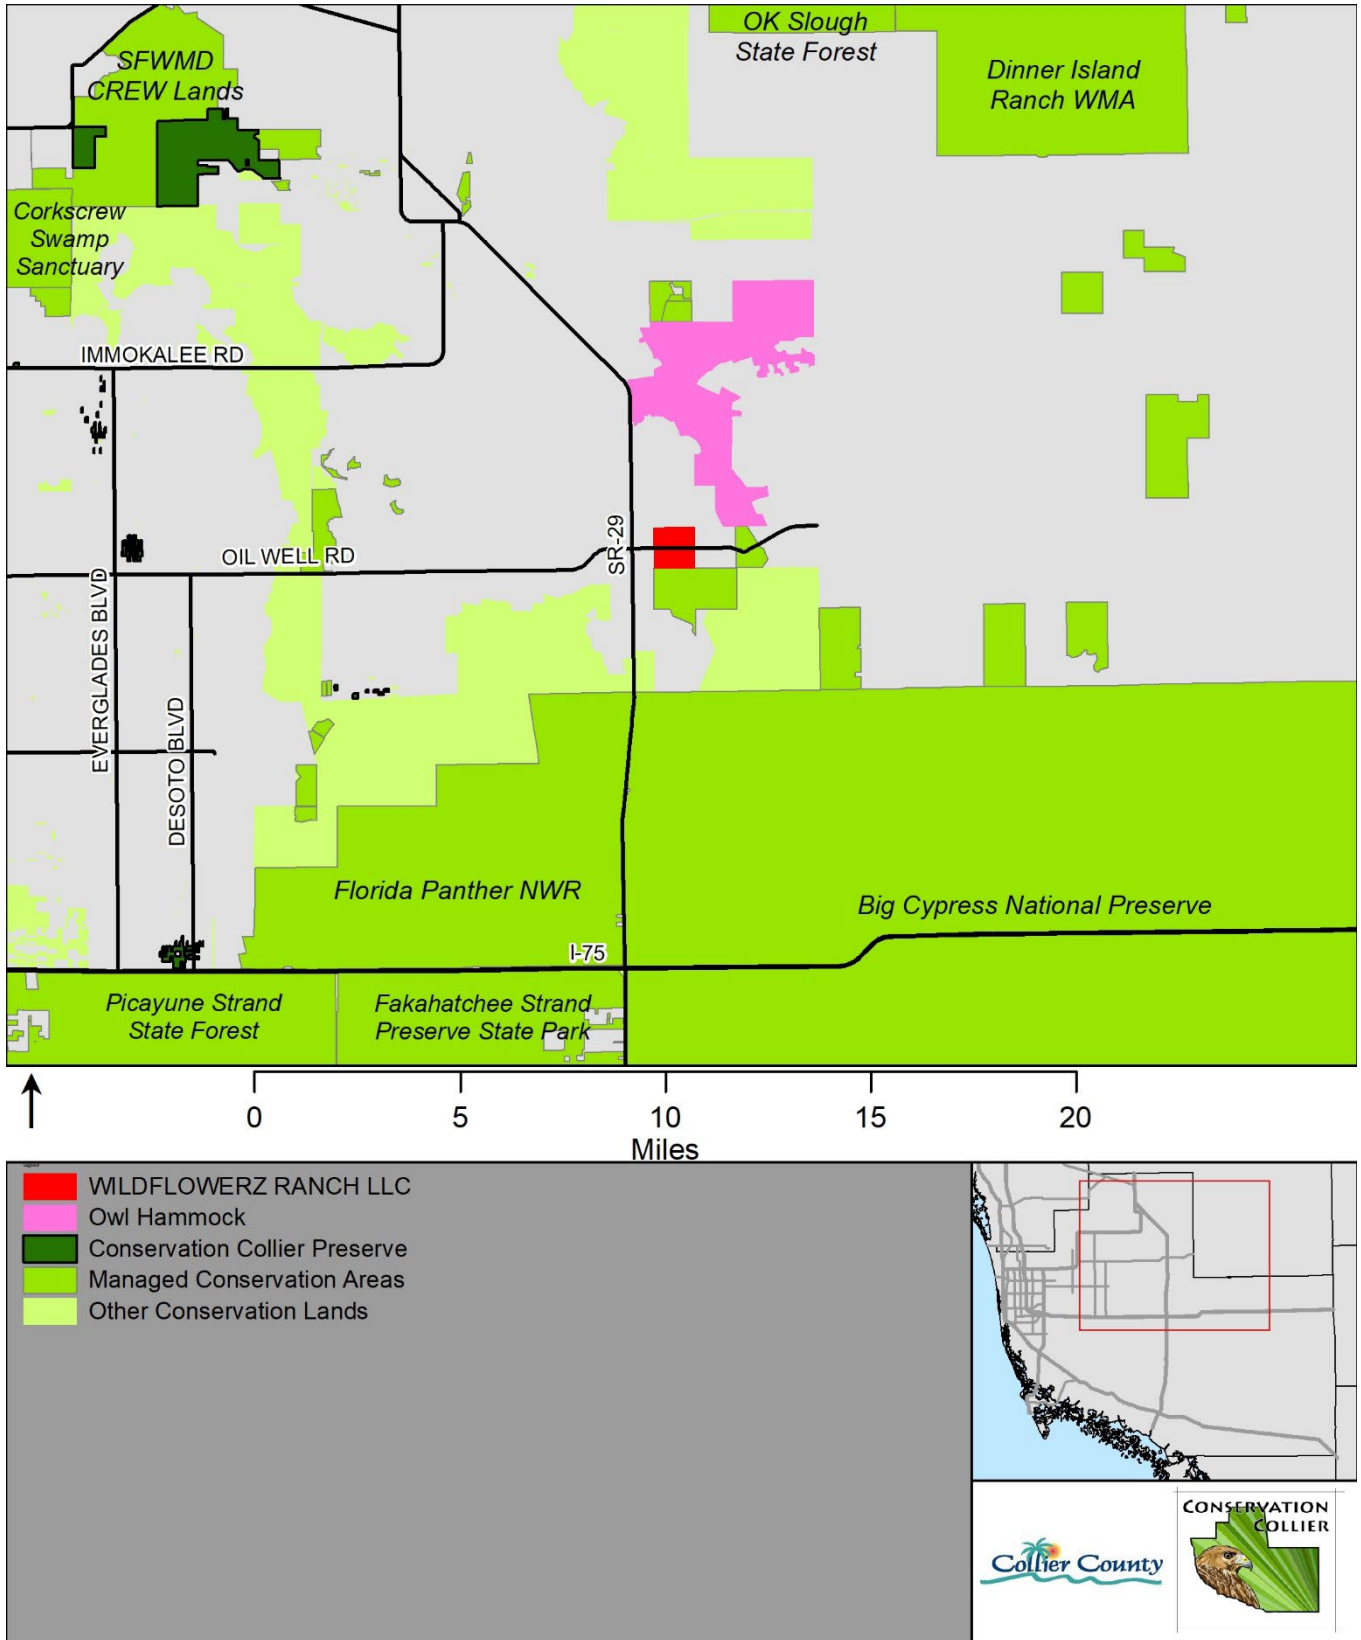 OK Slough
State Forest
SFWMD
CREW Lands
Dinner Island
Ranch WMA
Corkscrew
Swamp
Sanctuary
IMMOKALEE RD
OIL WELL RD
SR-29
EVERGLADES BLVD
DESOTO BLVD
Florida Panther NWR
Big Cypress National Preserve
I-75
Picayune Strand
State Forest
Fakahatchee Strand
Preserve State Park
0 5 10 15 20
Miles
WILDFLOWERZ RANCH LLC
Owl Hammock
Conservation Collier Preserve
Managed Conservation Areas
Other Conservation Lands
Collier County
CONSERVATION
COLLIER